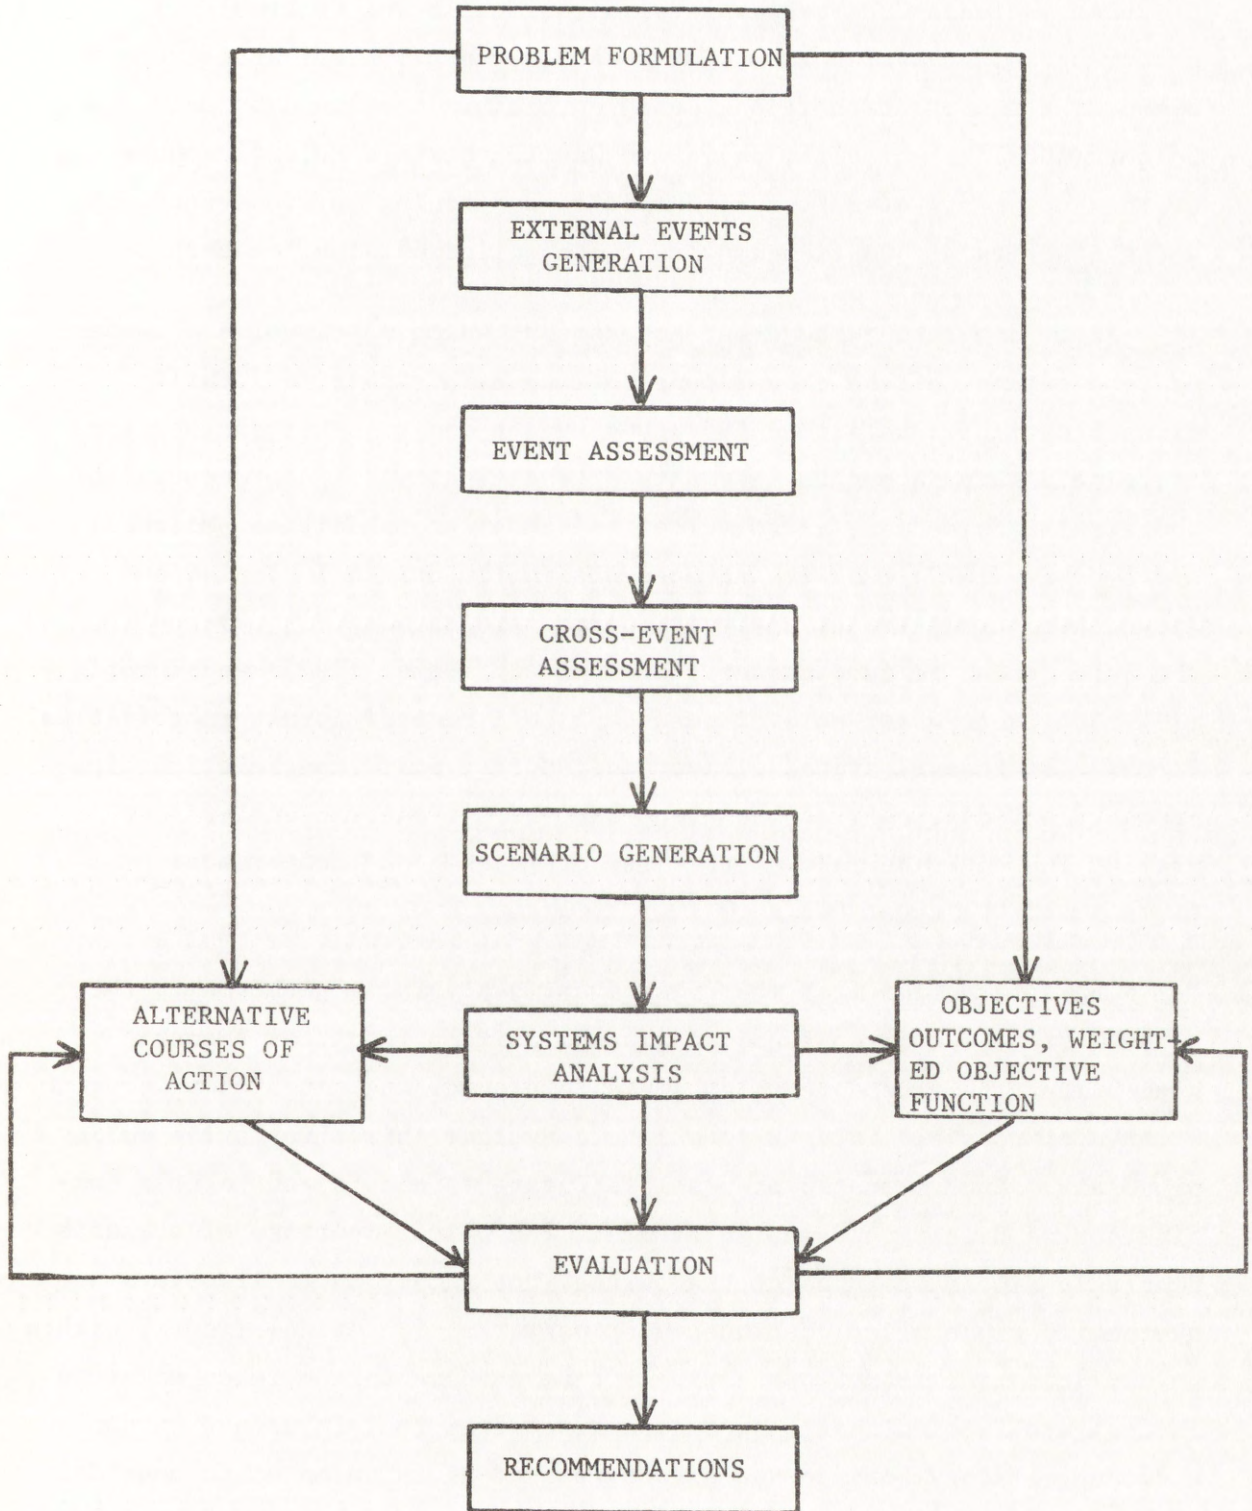 PROBLEM FORMULATION
EXTERNAL EVENTS
GENERATION
EVENT ASSESSMENT
CROSS-EVENT
ASSESSMENT
SCENARIO GENERATION
ALTERNATIVE
COURSES OF
ACTION
SYSTEMS IMPACT
ANALYSIS
OBJECTIVES
OUTCOMES, WEIGHT-
ED OBJECTIVE
FUNCTION
EVALUATION
RECOMMENDATIONS